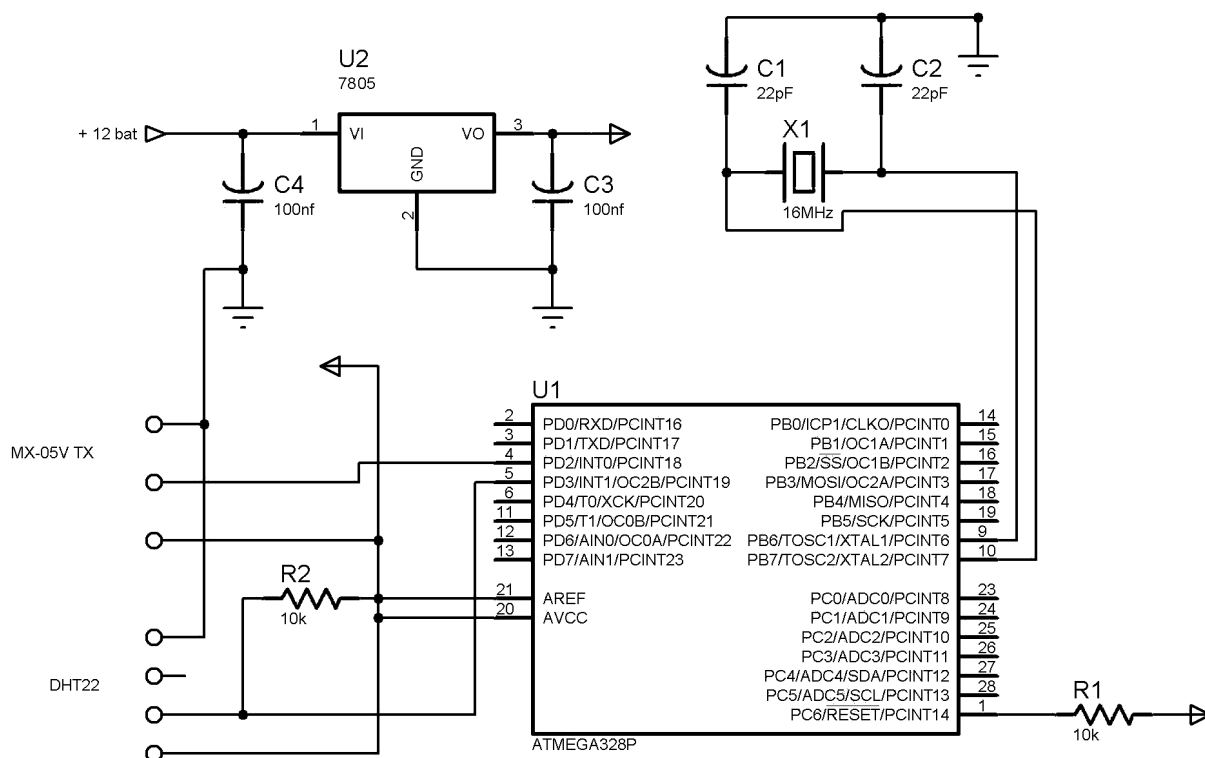 U2
7805
+ 12 bat
1
VI
VO
3
GND
2
C4
100nf
C3
100nf
C1
22pF
C2
22pF
X1
16MHz
MX-05V TX
DHT22
R2
10k
U1
2 PD0/RXD/PCINT16
3 PD1/TXD/PCINT17
4 PD2/INT0/PCINT18
5 PD3/INT1/OC2B/PCINT19
6 PD4/T0/XCK/PCINT20
11 PD5/T1/OC0B/PCINT21
12 PD6/AIN0/OC0A/PCINT22
13 PD7/AIN1/PCINT23
21 AREF
20 AVCC
PB0/ICP1/CLKO/PCINT0 14
PB1/OC1A/PCINT1 15
PB2/SS/OC1B/PCINT2 16
PB3/MOSI/OC2A/PCINT3 17
PB4/MISO/PCINT4 18
PB5/SCK/PCINT5 19
PB6/TOSC1/XTAL1/PCINT6 9
PB7/TOSC2/XTAL2/PCINT7 10
PC0/ADC0/PCINT8 23
PC1/ADC1/PCINT9 24
PC2/ADC2/PCINT10 25
PC3/ADC3/PCINT11 26
PC4/ADC4/SDA/PCINT12 27
PC5/ADC5/SCL/PCINT13 28
PC6/RESET/PCINT14 1
ATMEGA328P
R1
10k